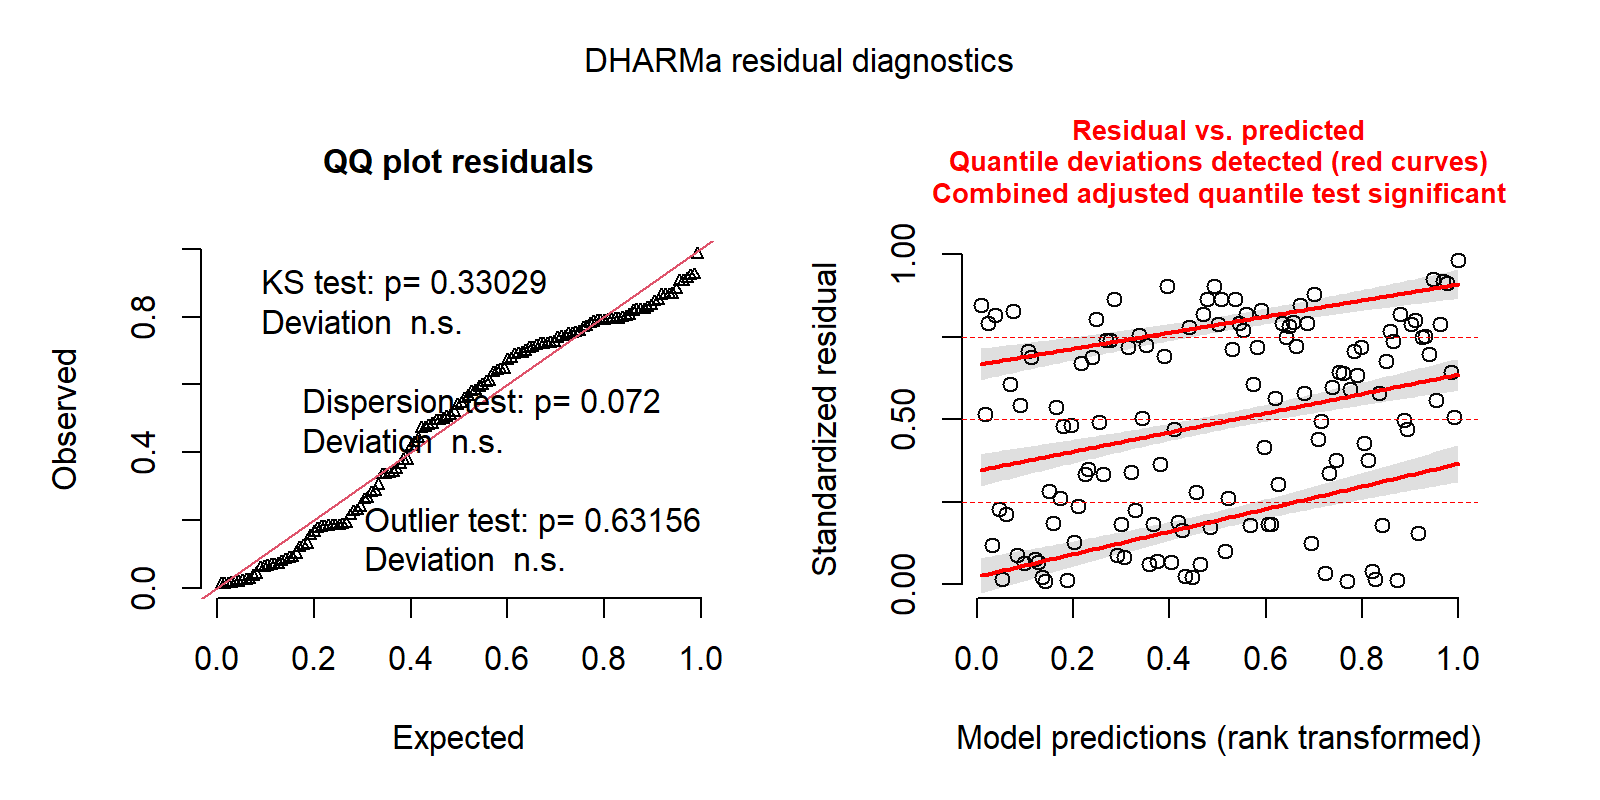 DHARMa residual diagnostics
QQ plot residuals
KS test: p= 0.33029
Deviation n.s.
Dispersion test: p= 0.072
Deviation n.s.
Outlier test: p= 0.63156
Deviation n.s.
Observed
0.0
0.4
0.8
0.0 0.2 0.4 0.6 0.8 1.0
Expected
Residual vs. predicted
Quantile deviations detected (red curves)
Combined adjusted quantile test significant
Standardized residual
0.00
0.50
1.00
0.0 0.2 0.4 0.6 0.8 1.0
Model predictions (rank transformed)